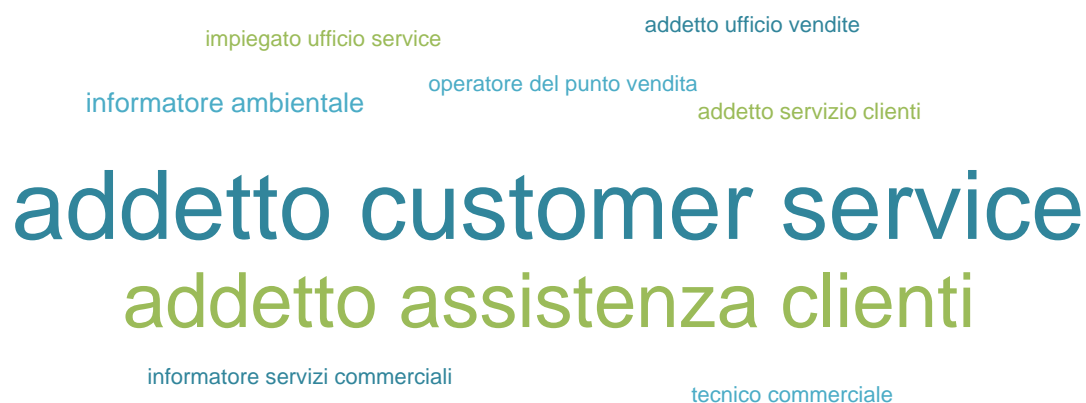 addetto ufficio vendite
impiegato ufficio service
operatore del punto vendita
informatore ambientale
addetto servizio clienti
addetto customer service
addetto assistenza clienti
informatore servizi commerciali
tecnico commerciale